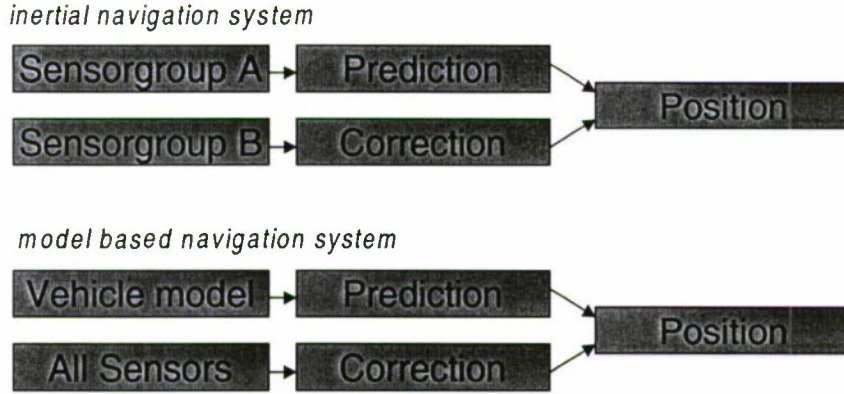 inertial navigation system
Sensorgroup A
Prediction
Position
Sensorgroup B
Correction
model based navigation system
Vehicle model
Prediction
Position
All Sensors
Correction